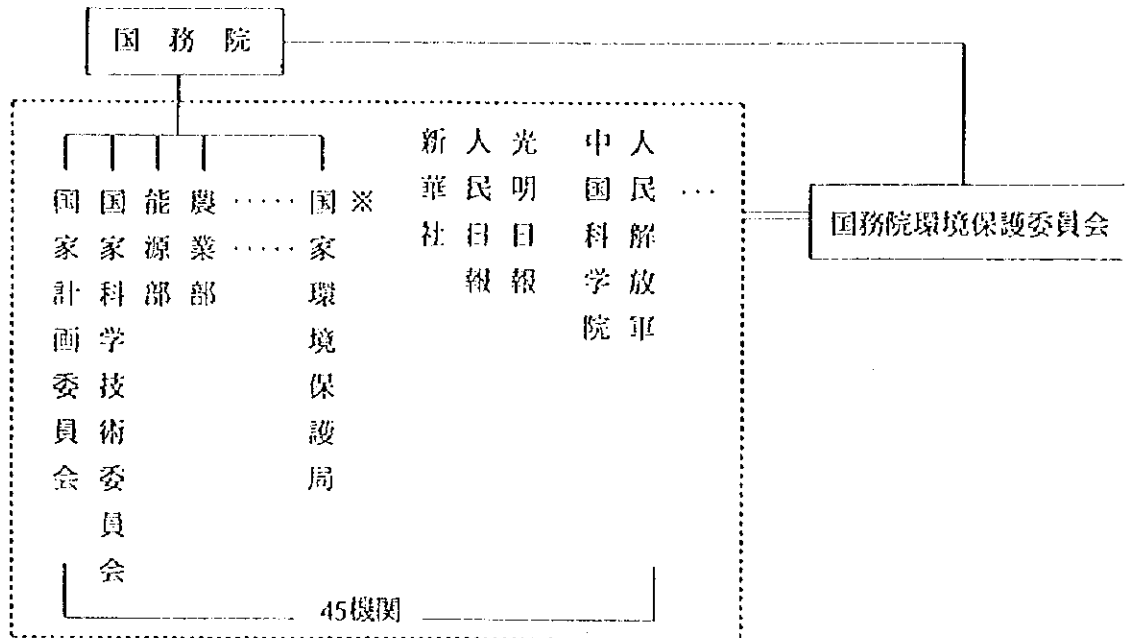 国務院
国家計画委員会
国家科学技術委員会
能源部
農業部
…… ……
国家環境保護局
※
新華社
人民日報
光明日報
中国科学院
人民解放軍
…
国務院環境保護委員会
45機関